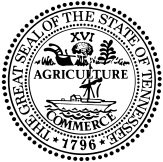 THE GREAT SEAL OF THE STATE OF TENNESSEE
XVI
AGRICULTURE
COMMERCE
1796